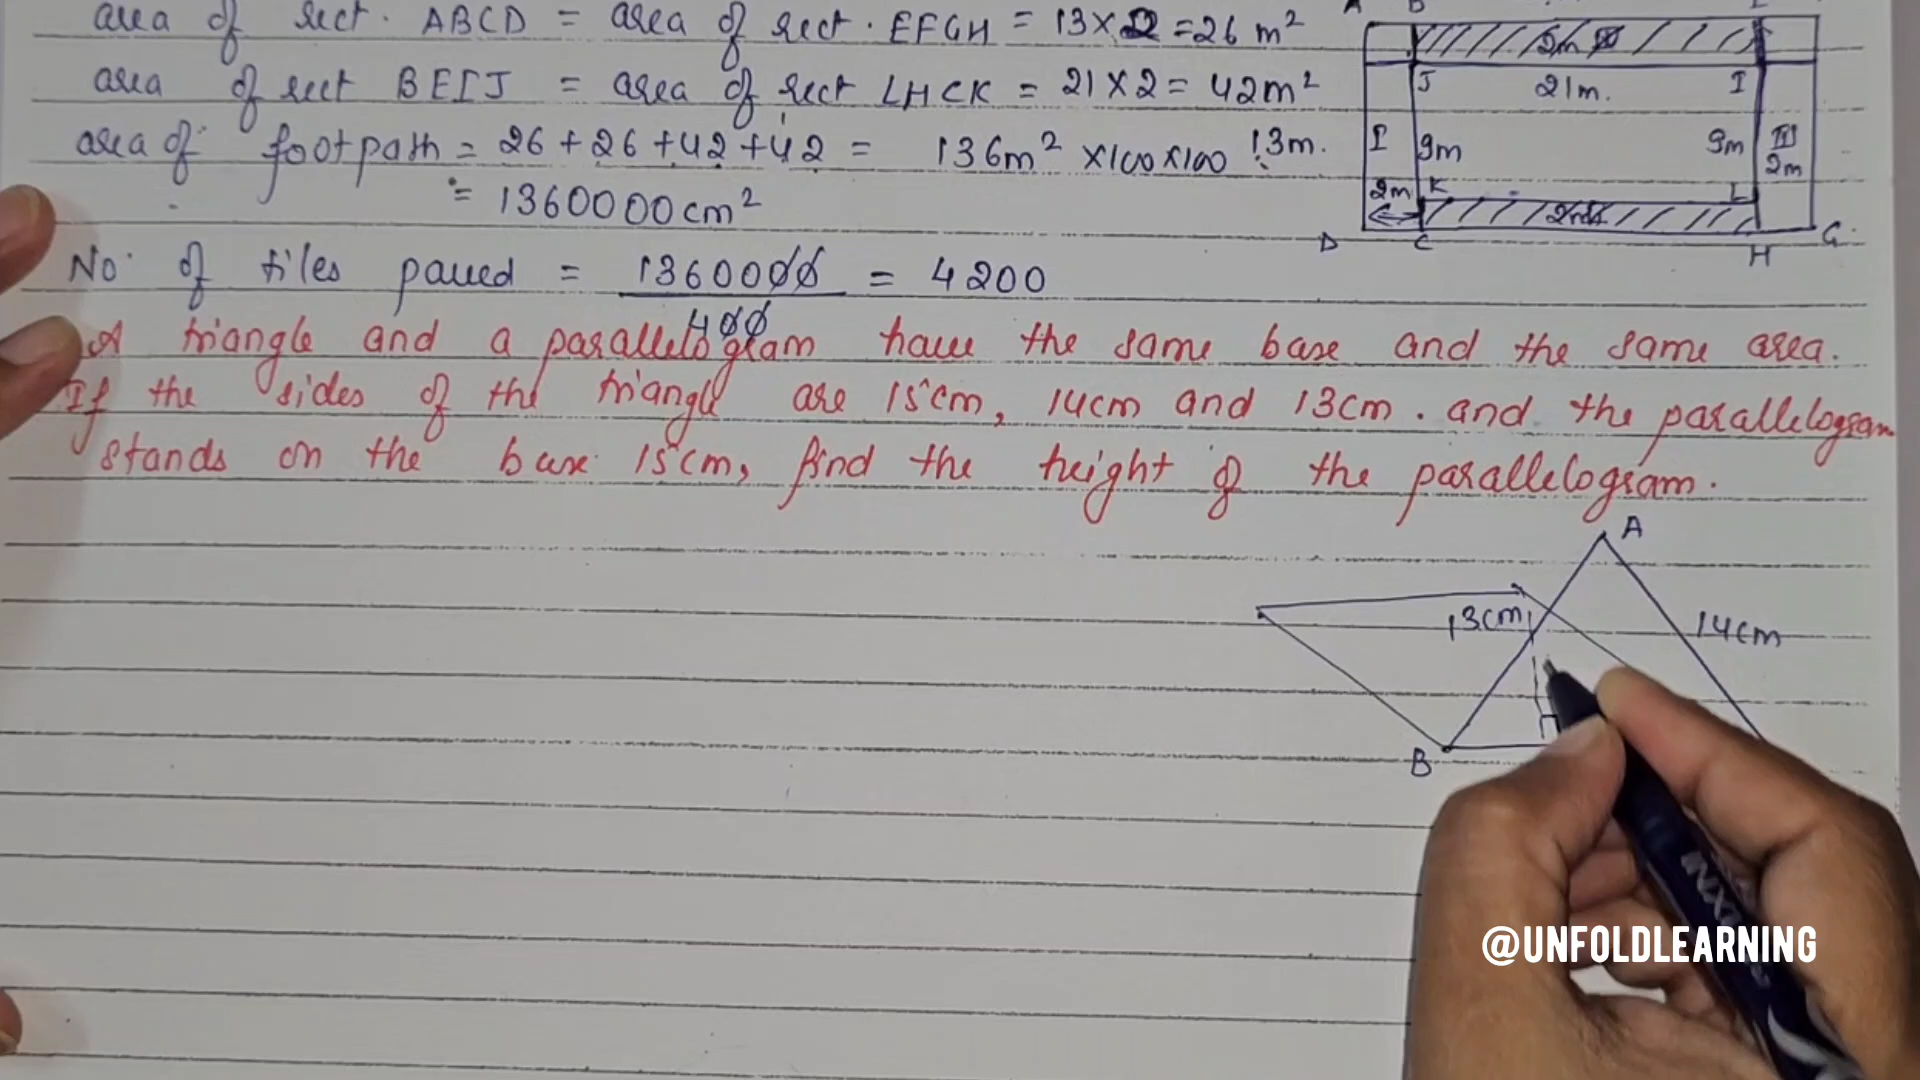 area of rect. ABCD = area of rect. EFGH = 13×2 = 26 m²
area of rect BEIJ = area of rect LHCK = 21×2 = 42m²
area of footpath = 26 + 26 + 42 + 42 = 136m² ×100×100
= 1360000 cm²
No. of tiles paved = 1360000 = 4200
400
A triangle and a parallelogram have the same base and the same area.
If the sides of the triangle are 15cm, 14cm and 13cm. and the parallelogram
stands on the base 15cm, find the height of the parallelogram.
J 21m. I
13m. I 9m 9m III 2m
2m K L
D C H G
A
13cm 14cm
B
INX
@UNFOLDLEARNING